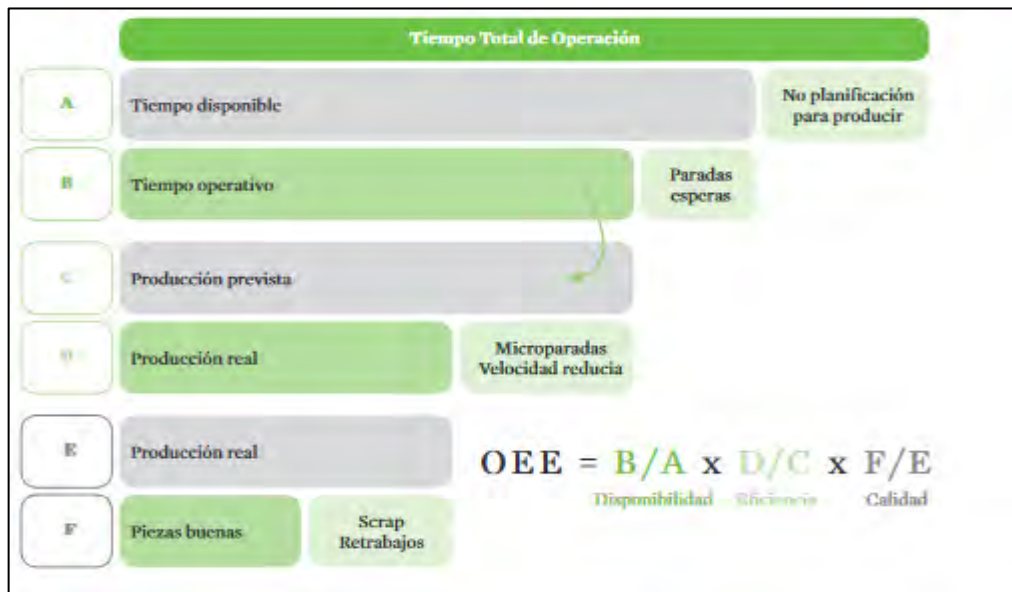 Tiempo Total de Operación
A
Tiempo disponible
No planificación
para producir
B
Tiempo operativo
Paradas
esperas
C
Producción prevista
D
Producción real
Microparadas
Velocidad reducia
E
Producción real
OEE = B/A x D/C x F/E
Disponibilidad Eficiencia Calidad
F
Piezas buenas
Scrap
Retrabajos